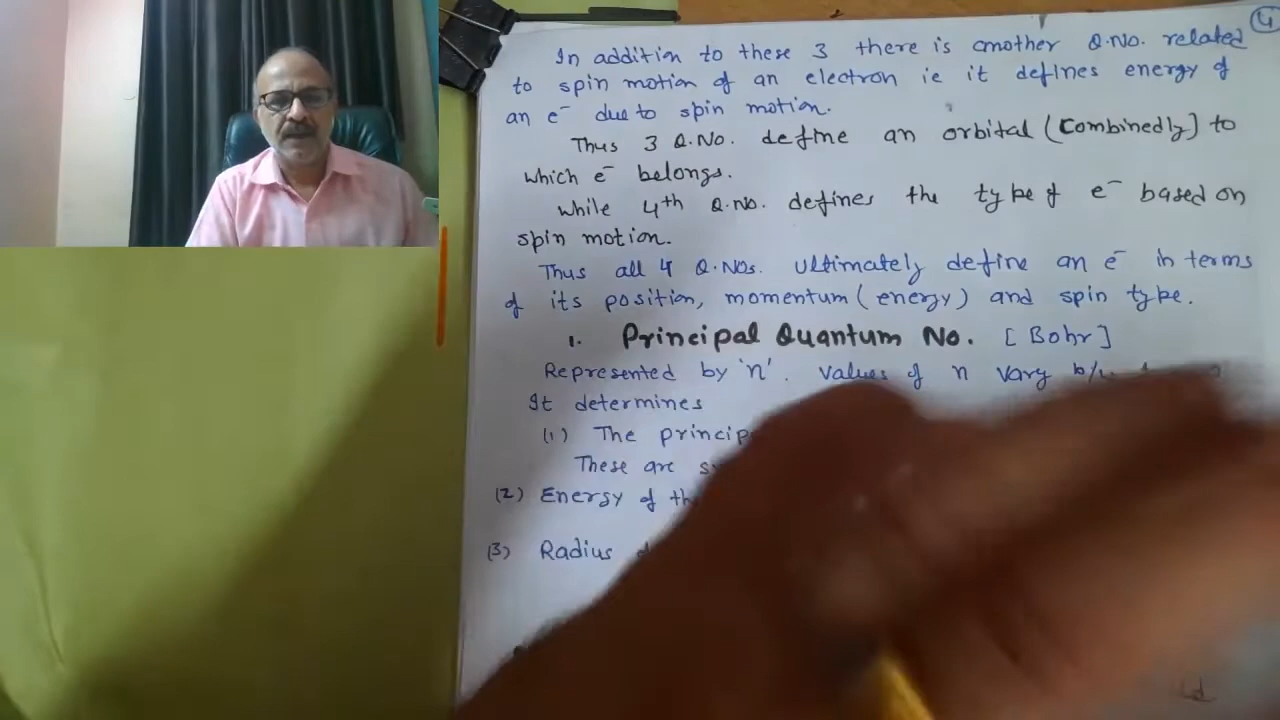 4
In addition to these 3 there is another Q.No. related
to spin motion of an electron ie it defines energy of
an e⁻ due to spin motion.
Thus 3 Q.No. define an orbital (Combinedly) to
which e⁻ belongs.
While 4th Q.No. defines the type of e⁻ based on
spin motion.
Thus all 4 Q.NOs. ultimately define an e⁻ in terms
of its position, momentum (energy) and spin type.
1. Principal Quantum No. [Bohr]
Represented by 'n'. Values of n vary b/w
It determines
(1) The
These are
(2) Energy of
(3) Radius